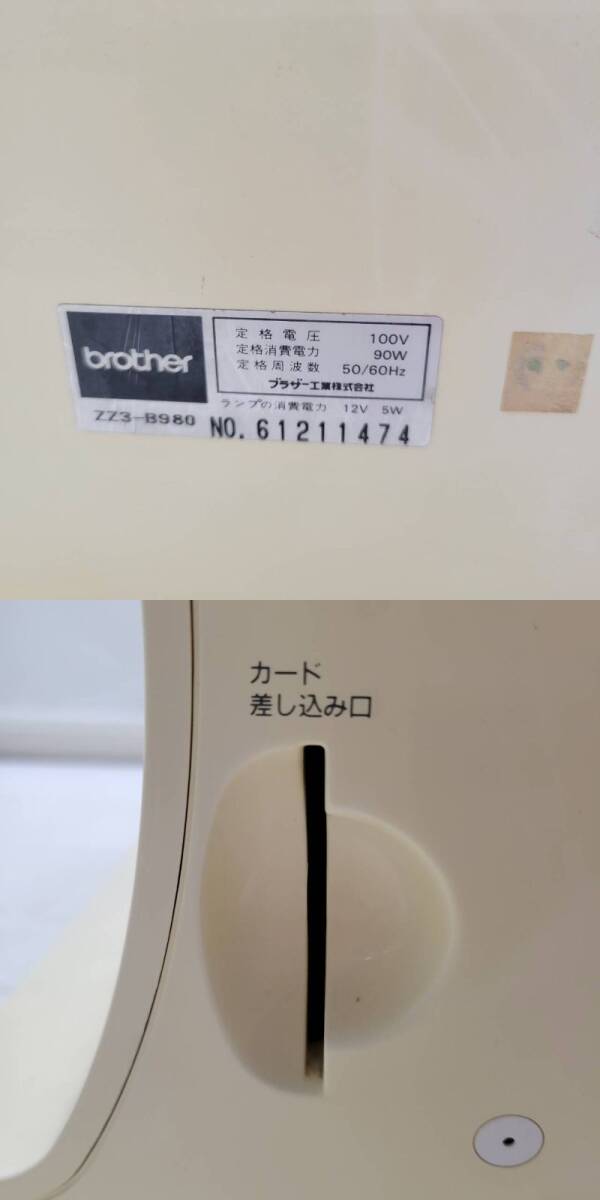 brother
定格電圧 100V
定格消費電力 90W
定格周波数 50/60Hz
ブラザー工業株式会社
ランプの消費電力 12V 5W
ZZ3-B980 NO. 61211474
カード
差し込み口